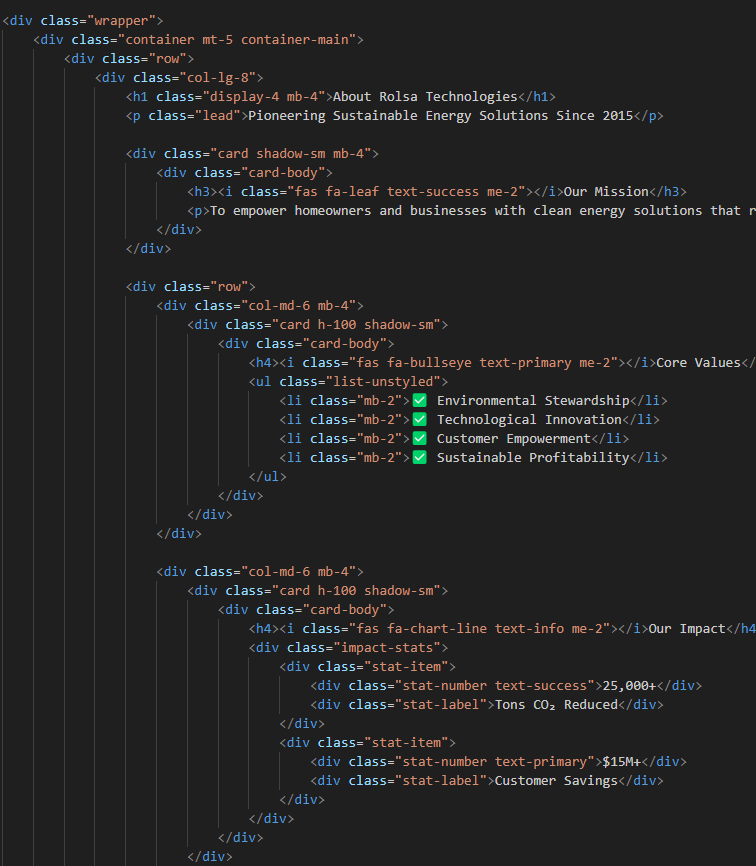 <div class="wrapper">
<div class="container mt-5 container-main">
<div class="row">
<div class="col-lg-8">
<h1 class="display-4 mb-4">About Rolsa Technologies</h1>
<p class="lead">Pioneering Sustainable Energy Solutions Since 2015</p>
<div class="card shadow-sm mb-4">
<div class="card-body">
<h3><i class="fas fa-leaf text-success me-2"></i>Our Mission</h3>
<p>To empower homeowners and businesses with clean energy solutions that r
</div>
</div>
<div class="row">
<div class="col-md-6 mb-4">
<div class="card h-100 shadow-sm">
<div class="card-body">
<h4><i class="fas fa-bullseye text-primary me-2"></i>Core Values</
<ul class="list-unstyled">
<li class="mb-2">✅ Environmental Stewardship</li>
<li class="mb-2">✅ Technological Innovation</li>
<li class="mb-2">✅ Customer Empowerment</li>
<li class="mb-2">✅ Sustainable Profitability</li>
</ul>
</div>
</div>
</div>
<div class="col-md-6 mb-4">
<div class="card h-100 shadow-sm">
<div class="card-body">
<h4><i class="fas fa-chart-line text-info me-2"></i>Our Impact</h4
<div class="impact-stats">
<div class="stat-item">
<div class="stat-number text-success">25,000+</div>
<div class="stat-label">Tons CO₂ Reduced</div>
</div>
<div class="stat-item">
<div class="stat-number text-primary">$15M+</div>
<div class="stat-label">Customer Savings</div>
</div>
</div>
</div>
</div>